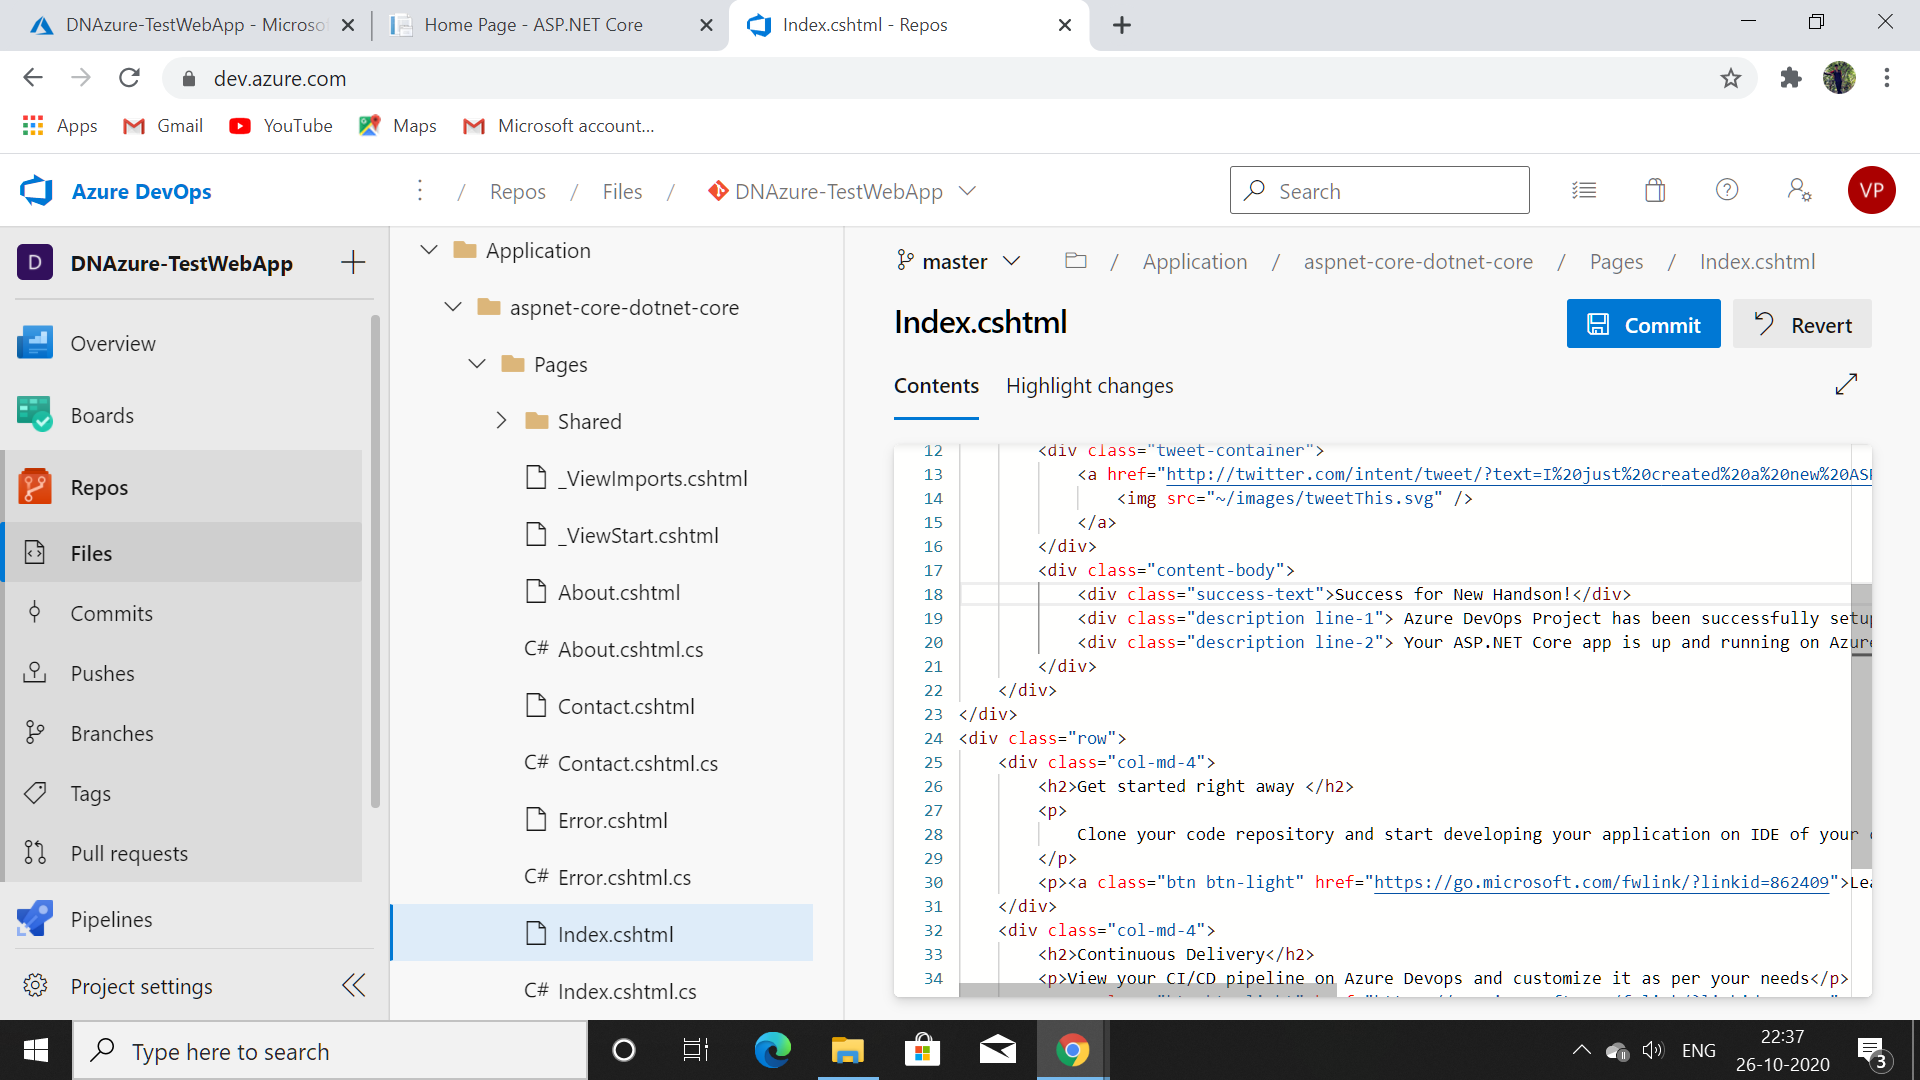 DNAzure-TestWebApp - Microso
Home Page - ASP.NET Core
Index.cshtml - Repos
dev.azure.com
Apps
Gmail
YouTube
Maps
Microsoft account...
Azure DevOps
/ Repos / Files / DNAzure-TestWebApp
Search
VP
D DNAzure-TestWebApp
Overview
Boards
Repos
Files
Commits
Pushes
Branches
Tags
Pull requests
Pipelines
Project settings
Application
aspnet-core-dotnet-core
Pages
Shared
_ViewImports.cshtml
_ViewStart.cshtml
About.cshtml
C# About.cshtml.cs
Contact.cshtml
C# Contact.cshtml.cs
Error.cshtml
C# Error.cshtml.cs
Index.cshtml
C# Index.cshtml.cs
master / Application / aspnet-core-dotnet-core / Pages / Index.cshtml
Index.cshtml
Commit
Revert
Contents
Highlight changes
12 <div class="tweet-container">
13 <a href="http://twitter.com/intent/tweet/?text=I%20just%20created%20a%20new%20ASP
14 <img src="~/images/tweetThis.svg" />
15 </a>
16 </div>
17 <div class="content-body">
18 <div class="success-text">Success for New Handson!</div>
19 <div class="description line-1"> Azure DevOps Project has been successfully setup
20 <div class="description line-2"> Your ASP.NET Core app is up and running on Azure
21 </div>
22 </div>
23 </div>
24 <div class="row">
25 <div class="col-md-4">
26 <h2>Get started right away </h2>
27 <p>
28 Clone your code repository and start developing your application on IDE of your
29 </p>
30 <p><a class="btn btn-light" href="https://go.microsoft.com/fwlink/?linkid=862409">Lea
31 </div>
32 <div class="col-md-4">
33 <h2>Continuous Delivery</h2>
34 <p>View your CI/CD pipeline on Azure Devops and customize it as per your needs</p>
Type here to search
ENG
22:37
26-10-2020
3